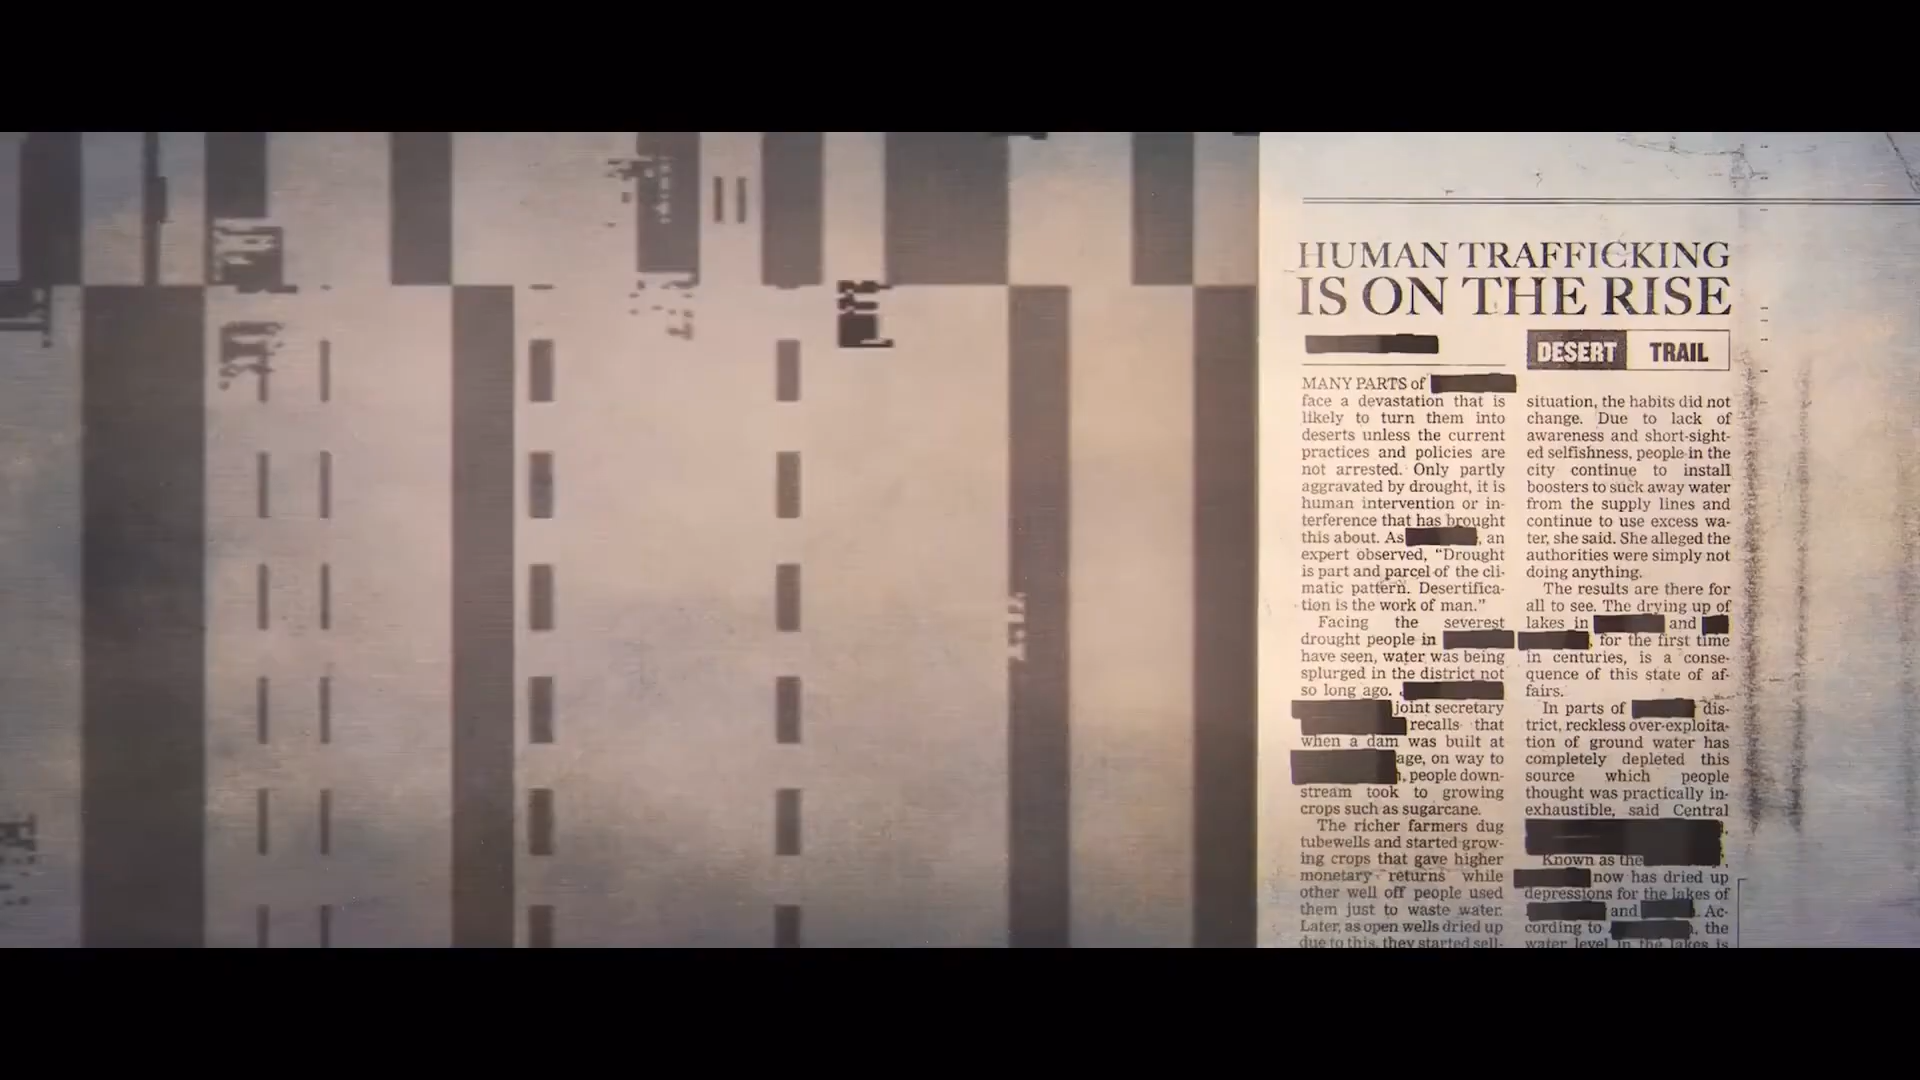 HUMAN TRAFFICKING
IS ON THE RISE
DESERT TRAIL
MANY PARTS of
face a devastation that is
likely to turn them into
deserts unless the current
practices and policies are
not arrested. Only partly
aggravated by drought, it is
human intervention or in-
terference that has brought
this about. As , an
expert observed, “Drought
is part and parcel of the cli-
matic pattern. Desertifica-
tion is the work of man.”
Facing the severest
drought people in
have seen, water was being
splurged in the district not
so long ago.
joint secretary
recalls that
when a dam was built at
age, on way to
, people down-
stream took to growing
crops such as sugarcane.
The richer farmers dug
tubewells and started grow-
ing crops that gave higher
monetary returns while
other well off people used
them just to waste water.
Later, as open wells dried up
due to this, they started sell-
situation, the habits did not
change. Due to lack of
awareness and short-sight-
ed selfishness, people in the
city continue to install
boosters to suck away water
from the supply lines and
continue to use excess wa-
ter, she said. She alleged the
authorities were simply not
doing anything.
The results are there for
all to see. The drying up of
lakes in and
, for the first time
in centuries, is a conse-
quence of this state of af-
fairs.
In parts of dis-
trict, reckless over-exploita-
tion of ground water has
completely depleted this
source which people
thought was practically in-
exhaustible, said Central
Known as the ,
now has dried up
depressions for the lakes of
and . Ac-
cording to , the
water level in the lakes is